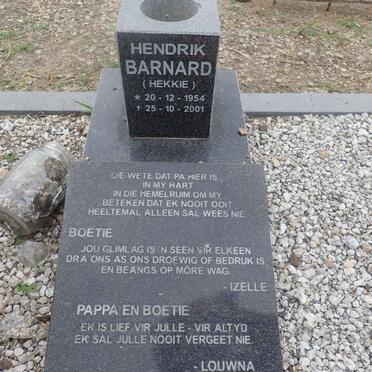 HENDRIK
BARNARD
( HEKKIE )
★ 20 - 12 - 1954
✝ 25 - 10 - 2001
DIE WETE DAT PA HIER IS,
IN MY HART
IN DIE HEMELRUIM OM MY
BETEKEN DAT EK NOOIT OOIT
HEELTEMAL ALLEEN SAL WEES NIE.
BOETIE
JOU GLIMLAG IS 'N SEEN VIR ELKEEN
DRA ONS AS ONS DROEWIG OF BEDRUK IS
EN BEANGS OP MÔRE WAG.
- IZELLE
PAPPA EN BOETIE
EK IS LIEF VIR JULLE - VIR ALTYD
EK SAL JULLE NOOIT VERGEET NIE.
- LOUWNA